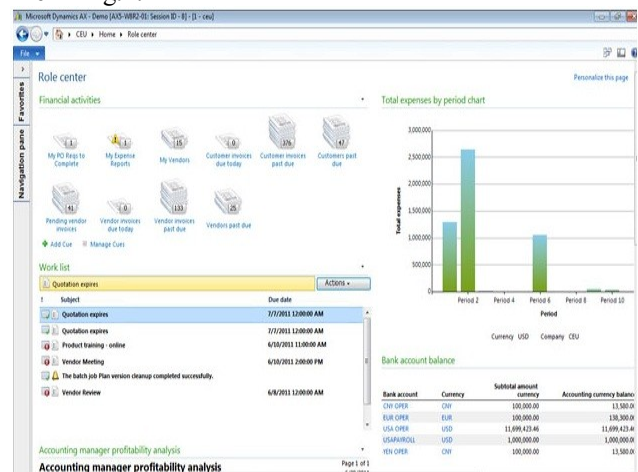 Microsoft Dynamics AX - Demo [AX5-W8R2-01: Session ID - 8] - [1 - ceu]
CEU Home Role center
File
Favorites
Navigation pane
Role center
Personalize this page
Financial activities
1
My PO Reqs to Complete
1
My Expense Reports
15
My Vendors
0
Customer invoices due today
376
Customer invoices past due
47
Customers past due
41
Pending vendor invoices
0
Vendor invoices due today
133
Vendor invoices past due
25
Vendors past due
Add Cue
Manage Cues
Work list
Quotation expires
Actions
! Subject Due date
Quotation expires 7/7/2011 12:00:00 AM
Quotation expires 7/7/2011 12:00:00 AM
Product training - online 6/10/2011 11:00:00 AM
Vendor Meeting 6/10/2011 2:00:00 PM
The batch job Plan version cleanup completed successfully.
Vendor Review 6/8/2011 12:00:00 AM
Accounting manager profitability analysis
Accounting manager profitability analysis
Page 1 of 1
Total expenses by period chart
Total expenses
3,000,000
2,500,000
2,000,000
1,500,000
1,000,000
500,000
0
Period 2 Period 4 Period 6 Period 8 Period 10
Period
Currency USD Company CEU
Bank account balance
Bank account Currency Subtotal amount currency Accounting currency balanc
CNY OPER CNY 100,000.00 13,580.0
EUR OPER EUR 100,000.00 138,300.0
USA OPER USD 11,699,423.46 11,699,423.4
USAPAYROLL USD 1,000,000.00 1,000,000.0
YEN OPER YEN 100,000.00 13,580.0